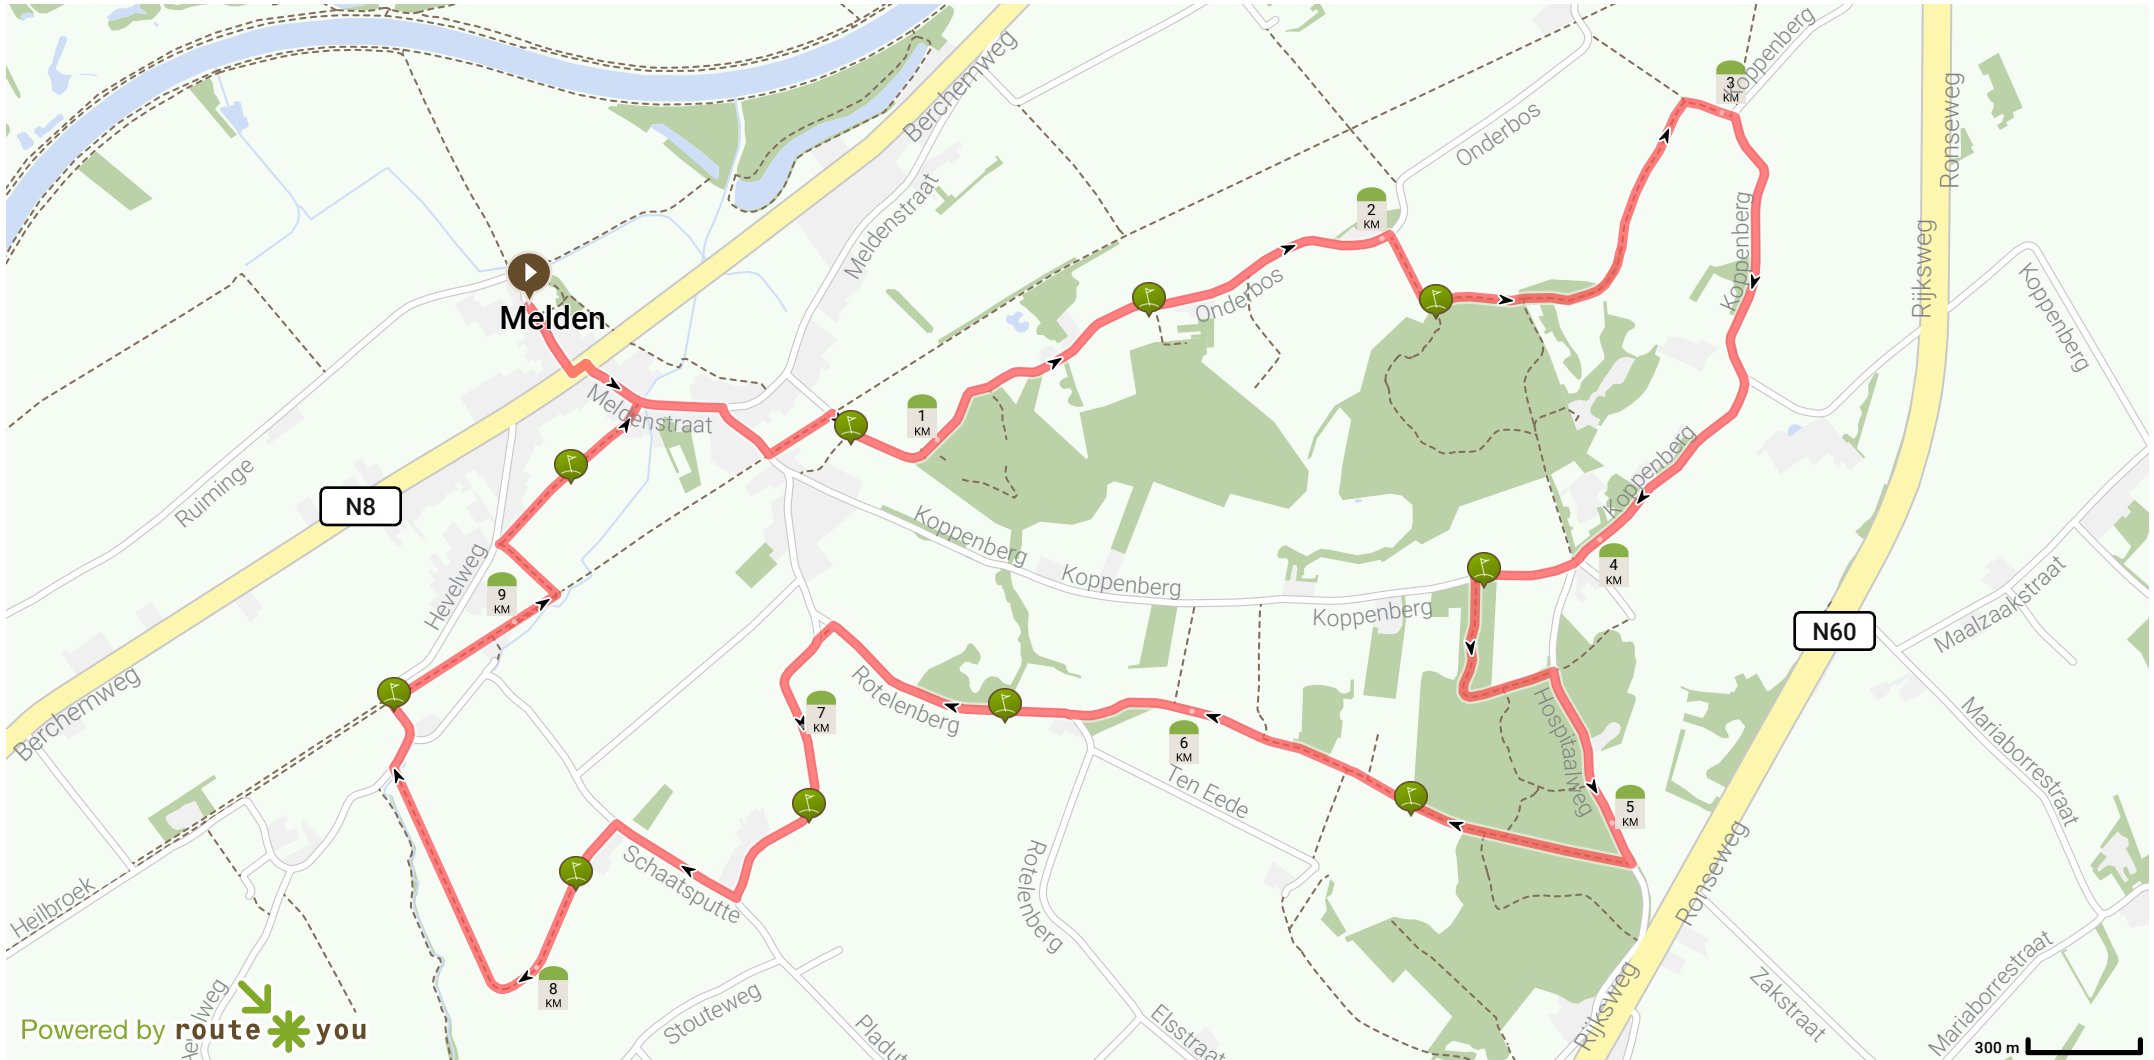 Koppenberg
3
KM
Berchemweg
Onderbos
Ronseweg
Meldenstraat
2
KM
Koppenberg
Rijksweg
Koppenberg
Onderbos
Melden
Meldenstraat
1
KM
Koppenberg
Ruiminge
N8
Koppenberg
Koppenberg
Koppenberg
4
KM
Hevelweg
9
KM
N60
Maalzaakstraat
Berchemweg
Rotelenberg
7
KM
6
KM
Hospitaalweg
Mariaborrestraat
Ten Eede
5
KM
Heilbroek
Schaatsputte
Rotelenberg
Ronseweg
8
KM
Stouteweg
Pladut
Elsstraat
Rijksweg
Zakstraat
Mariaborrestraat
Powered by route you
300 m